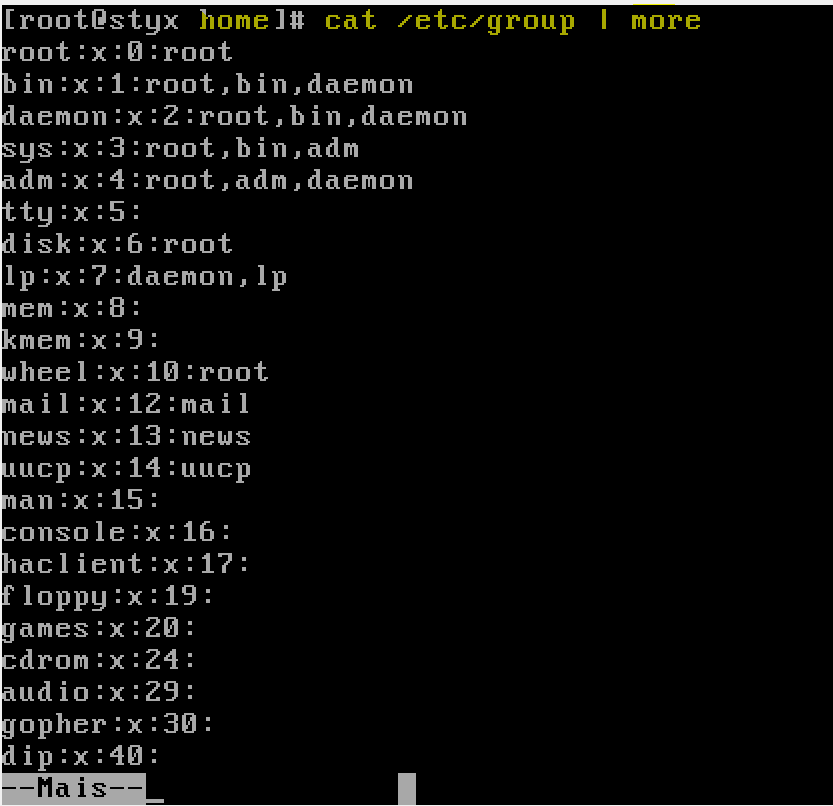 [root@styx home]# cat /etc/group | more
root:x:0:root
bin:x:1:root,bin,daemon
daemon:x:2:root,bin,daemon
sys:x:3:root,bin,adm
adm:x:4:root,adm,daemon
tty:x:5:
disk:x:6:root
lp:x:7:daemon,lp
mem:x:8:
kmem:x:9:
wheel:x:10:root
mail:x:12:mail
news:x:13:news
uucp:x:14:uucp
man:x:15:
console:x:16:
haclient:x:17:
floppy:x:19:
games:x:20:
cdrom:x:24:
audio:x:29:
gopher:x:30:
dip:x:40:
--Mais--_